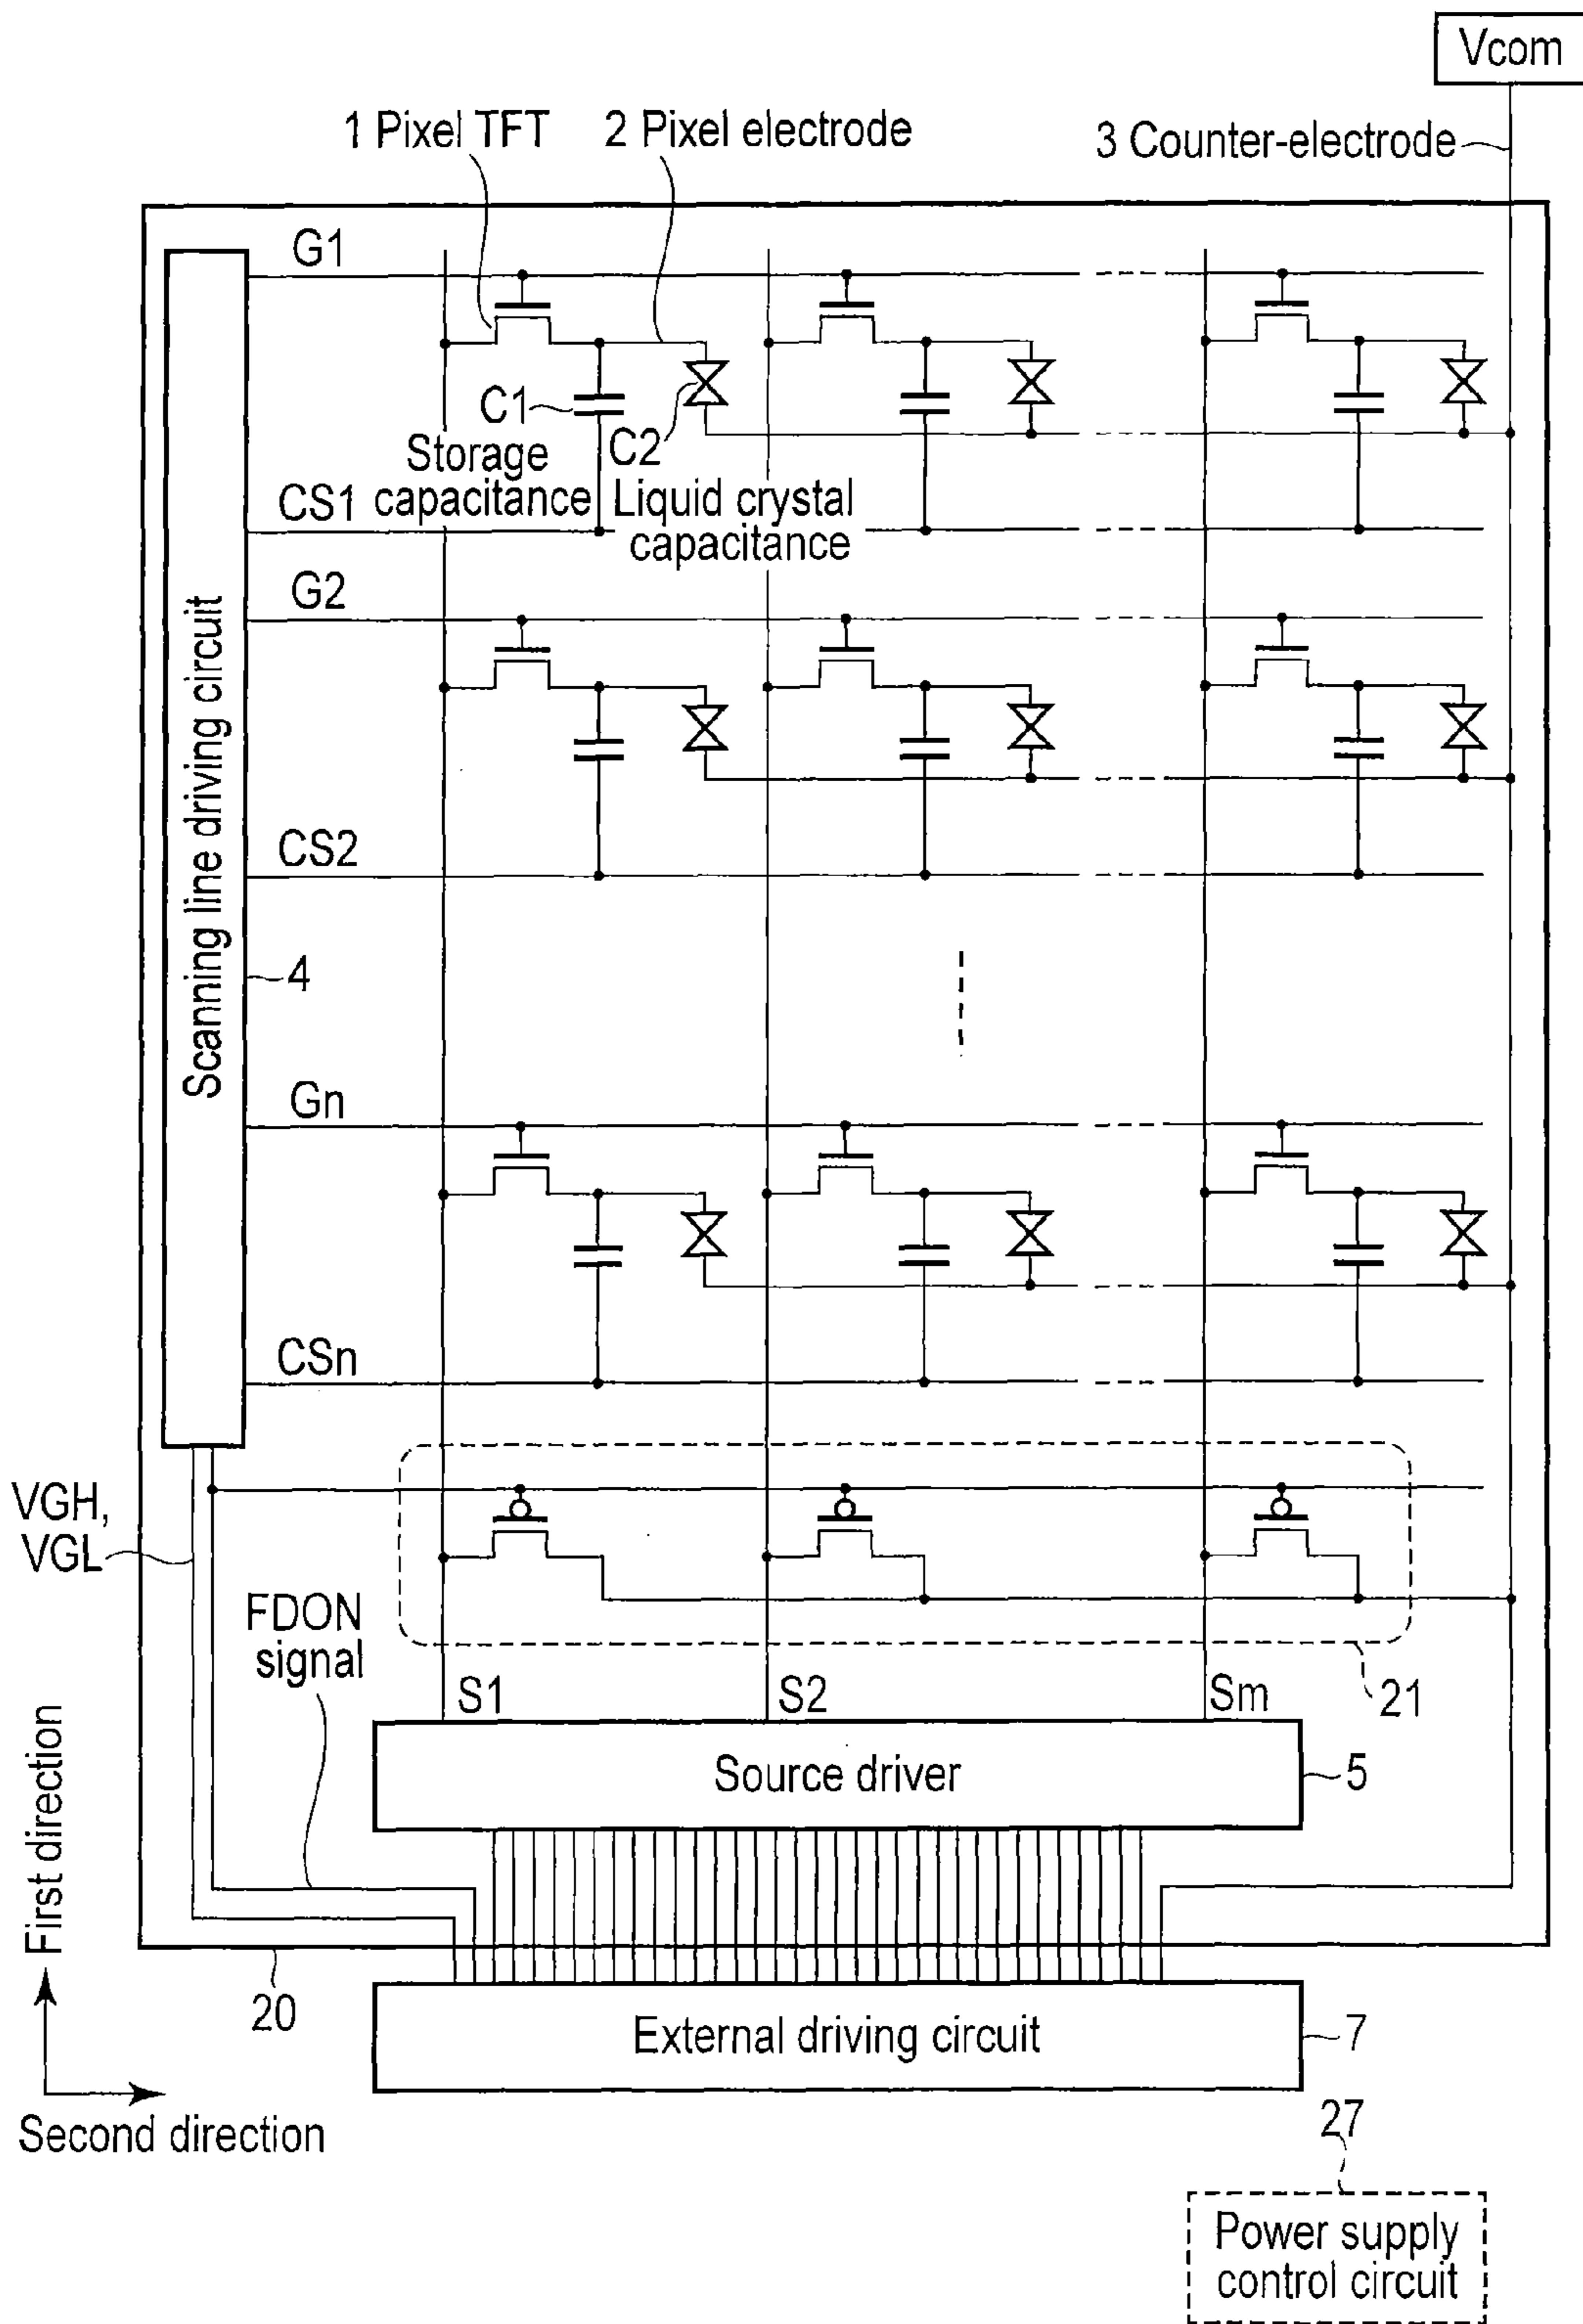 Vcom
1 Pixel TFT
2 Pixel electrode
3 Counter-electrode
G1
C1
Storage
capacitance
C2
Liquid crystal
capacitance
CS1
G2
CS2
Scanning line driving circuit
4
Gn
CSn
VGH,
VGL
FDON
signal
S1
S2
Sm
21
Source driver
5
First direction
Second direction
20
External driving circuit
7
27
Power supply
control circuit